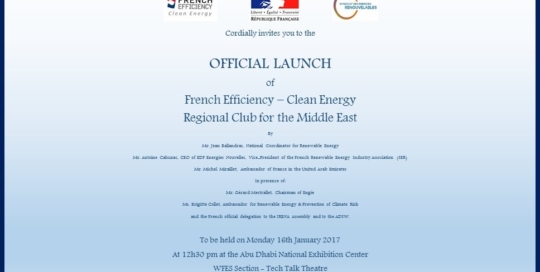 FRENCH
EFFICIENCY
Clean Energy
Liberté • Égalité • Fraternité
RÉPUBLIQUE FRANÇAISE
RENOUVELABLES
Cordially invites you to the
OFFICIAL LAUNCH
of
French Efficiency – Clean Energy
Regional Club for the Middle East
By
Mr. Jean Ballandras, National Coordinator for Renewable Energy
Mr. Antoine Cahuzac, CEO of EDF Energies Nouvelles, Vice-President of the French Renewable Energy Industry Association (SER)
Mr. Michel Miraillet, Ambassador of France in the United Arab Emirates
In presence of
Mr. Gérard Mestrallet, Chairman of Engie
Ms. Brigitte Collet, Ambassador for Renewable Energy & Prevention of Climate Risk
and the French official delegation to the IRENA Assembly and to the ADSW.
To be held on Monday 16th January 2017
At 12h30 pm at the Abu Dhabi National Exhibition Center
WFES Section – Tech Talk Theatre